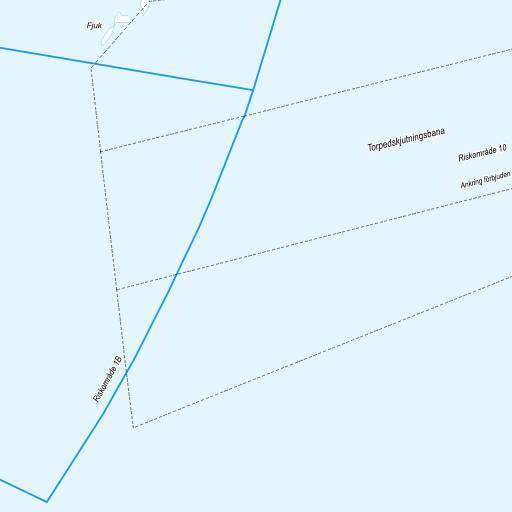 Fjuk
Torpedskjutningsbana
Riskområde 10
Ankring förbjuden
Riskområde 1B